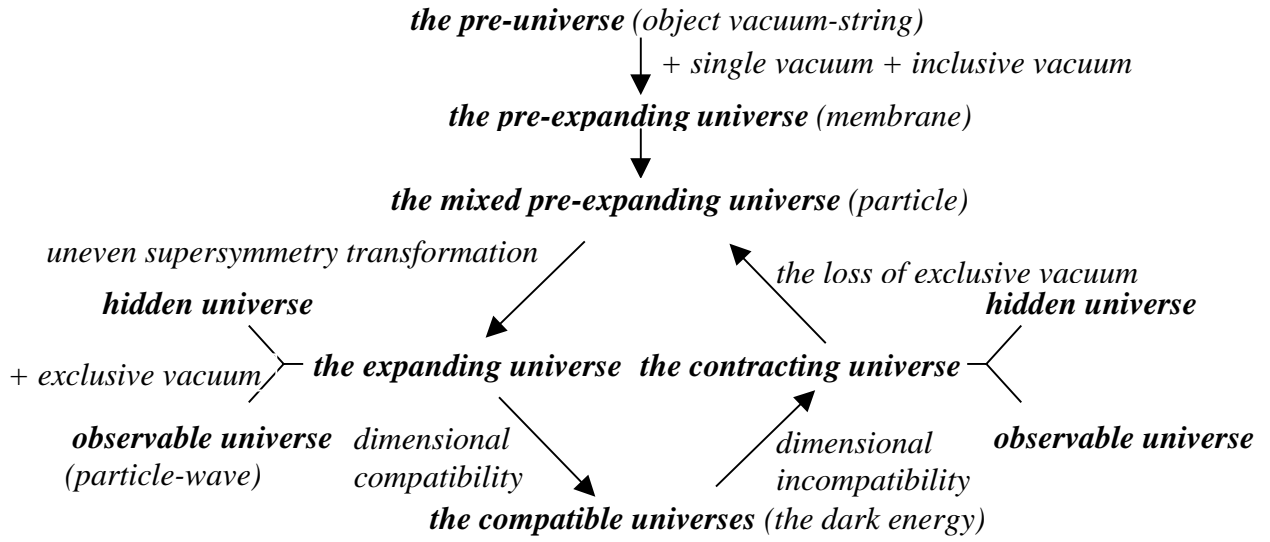 the pre-universe (object vacuum-string)
+ single vacuum + inclusive vacuum
the pre-expanding universe (membrane)
the mixed pre-expanding universe (particle)
uneven supersymmetry transformation
the loss of exclusive vacuum
hidden universe
hidden universe
+ exclusive vacuum
the expanding universe
the contracting universe
observable universe
(particle-wave)
dimensional
compatibility
dimensional
incompatibility
observable universe
the compatible universes (the dark energy)